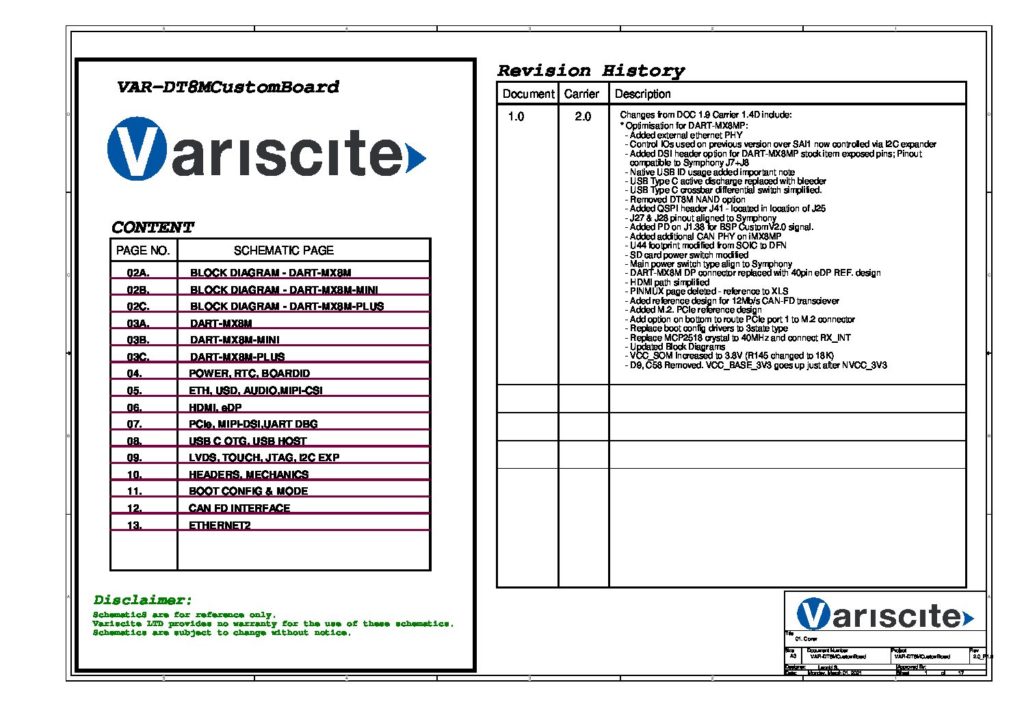 VAR-DT8MCustomBoard
Variscite
CONTENT
PAGE NO. SCHEMATIC PAGE
02A. BLOCK DIAGRAM - DART-MX8M
02B. BLOCK DIAGRAM - DART-MX8M-MINI
02C. BLOCK DIAGRAM - DART-MX8M-PLUS
03A. DART-MX8M
03B. DART-MX8M-MINI
03C. DART-MX8M-PLUS
04. POWER, RTC, BOARDID
05. ETH, USD, AUDIO,MIPI-CSI
06. HDMI, eDP
07. PCIe, MIPI-DSI,UART DBG
08. USB C OTG, USB HOST
09. LVDS, TOUCH, JTAG, I2C EXP
10. HEADERS, MECHANICS
11. BOOT CONFIG & MODE
12. CAN FD INTERFACE
13. ETHERNET2
Disclaimer:
SchematicS are for reference only.
Variscite LTD provides no warranty for the use of these schematics.
Schematics are subject to change without notice.
Revision History
Document Carrier Description
1.0 2.0 Changes from DOC 1.9 Carrier 1.4D include:
* Optimisation for DART-MX8MP:
- Added external ethernet PHY
- Control IOs used on previous version over SAI1 now controlled via I2C expander
- Added DSI header option for DART-MX8MP stock item exposed pins; Pinout
compatible to Symphony J7+J8
- Native USB ID usage added important note
- USB Type C active discharge replaced with bleeder
- USB Type C crossbar differential switch simplified.
- Removed DT8M NAND option
- Added QSPI header J41 - located in location of J25
- J27 & J28 pinout aligned to Symphony
- Added PD on J1.38 for BSP CustomV2.0 signal.
- Added additional CAN PHY on iMX8MP
- U44 footprint modified from SOIC to DFN
- SD card power switch modified
- Main power switch type align to Symphony
- DART-MX8M DP connector replaced with 40pin eDP REF. design
- HDMI path simplified
- PINMUX page deleted - reference to XLS
- Aded reference design for 12Mb/s CAN-FD transciever
- Added M.2. PCIe reference design
- Add option on bottom to route PCIe port 1 to M.2 connector
- Replace boot config drivers to 3state type
- Replace MCP2518 crystal to 40MHz and connect RX_INT
- Updated Block Diagrams
- VCC_SOM Increased to 3.8V (R145 changed to 18K)
- D9, C58 Removed. VCC_BASE_3V3 goes up just after NVCC_3V3
Variscite
Title
01. Cover
Size Document Number Project Rev
A3 VAR-DT8MCustomBoard VAR-DT8MCustomBoard
Designer: Approved By:
Date: Monday, March 01, 2021 Sheet 1 of 17